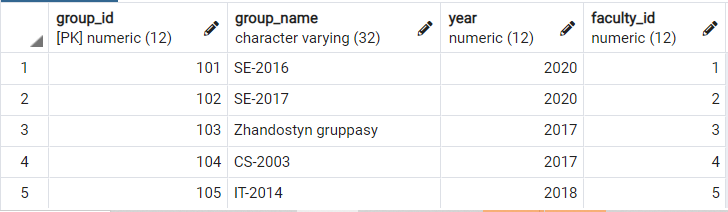 group_id group_name year faculty_id
[PK] numeric (12) character varying (32) numeric (12) numeric (12)
1 101 SE-2016 2020 1
2 102 SE-2017 2020 2
3 103 Zhandostyn gruppasy 2017 3
4 104 CS-2003 2017 4
5 105 IT-2014 2018 5